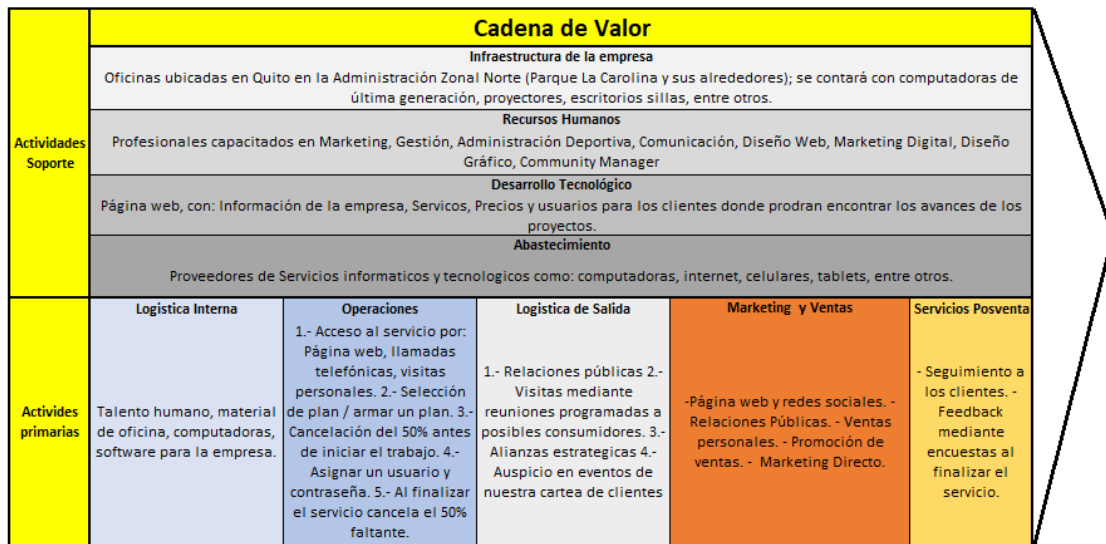 Cadena de Valor
Actividades
Soporte
Infraestructura de la empresa
Oficinas ubicadas en Quito en la Administración Zonal Norte (Parque La Carolina y sus alrededores); se contará con computadoras de
última generación, proyectores, escritorios sillas, entre otros.
Recursos Humanos
Profesionales capacitados en Marketing, Gestión, Administración Deportiva, Comunicación, Diseño Web, Marketing Digital, Diseño
Gráfico, Community Manager
Desarrollo Tecnológico
Página web, con: Información de la empresa, Servicos, Precios y usuarios para los clientes donde prodran encontrar los avances de los
proyectos.
Abastecimiento
Proveedores de Servicios informaticos y tecnologicos como: computadoras, internet, celulares, tablets, entre otros.
Activides
primarias
Logistica Interna
Talento humano, material
de oficina, computadoras,
software para la empresa.
Operaciones
1.- Acceso al servicio por:
Página web, llamadas
telefónicas, visitas
personales. 2.- Selección
de plan / armar un plan. 3.-
Cancelación del 50% antes
de iniciar el trabajo. 4.-
Asignar un usuario y
contraseña. 5.- Al finalizar
el servicio cancela el 50%
faltante.
Logistica de Salida
1.- Relaciones públicas 2.-
Visitas mediante
reuniones programadas a
posibles consumidores. 3.-
Alianzas estrategicas 4.-
Auspicio en eventos de
nuestra cartea de clientes
Marketing y Ventas
-Página web y redes sociales. -
Relaciones Públicas. - Ventas
personales. - Promoción de
ventas. - Marketing Directo.
Servicios Posventa
- Seguimiento a
los clientes. -
Feedback
mediante
encuestas al
finalizar el
servicio.